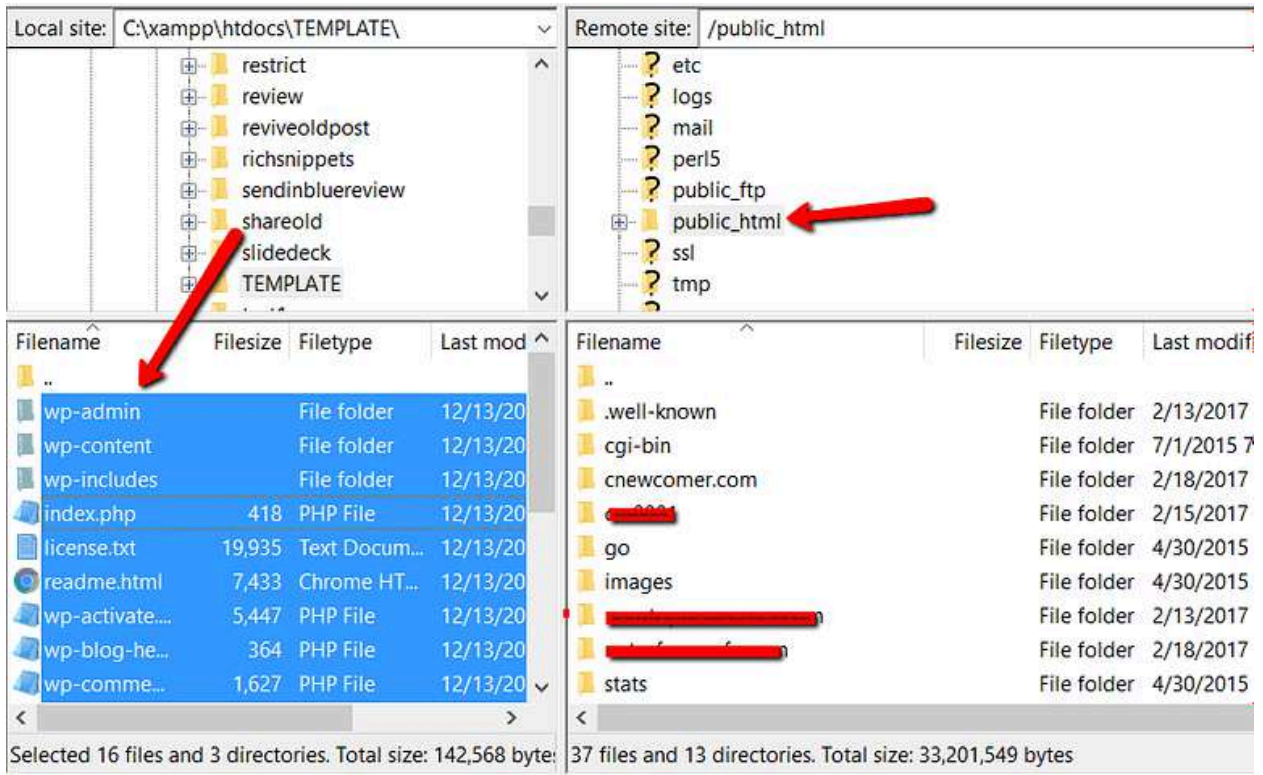 Local site: C:\xampp\htdocs\TEMPLATE\
restrict
review
reviveoldpost
richsnippets
sendinbluereview
shareold
slidedeck
TEMPLATE
Remote site: /public_html
etc
logs
mail
perl5
public_ftp
public_html
ssl
tmp
Filename Filesize Filetype Last mod
..
wp-admin File folder 12/13/20
wp-content File folder 12/13/20
wp-includes File folder 12/13/20
index.php 418 PHP File 12/13/20
license.txt 19,935 Text Docum... 12/13/20
readme.html 7,433 Chrome HT... 12/13/20
wp-activate.... 5,447 PHP File 12/13/20
wp-blog-he... 364 PHP File 12/13/20
wp-comme... 1,627 PHP File 12/13/20
Selected 16 files and 3 directories. Total size: 142,568 byte
Filename Filesize Filetype Last modif
..
.well-known File folder 2/13/2017
cgi-bin File folder 7/1/2015 7
cnewcomer.com File folder 2/18/2017
File folder 2/15/2017
go File folder 4/30/2015
images File folder 4/30/2015
File folder 2/13/2017
File folder 2/18/2017
stats File folder 4/30/2015
37 files and 13 directories. Total size: 33,201,549 bytes